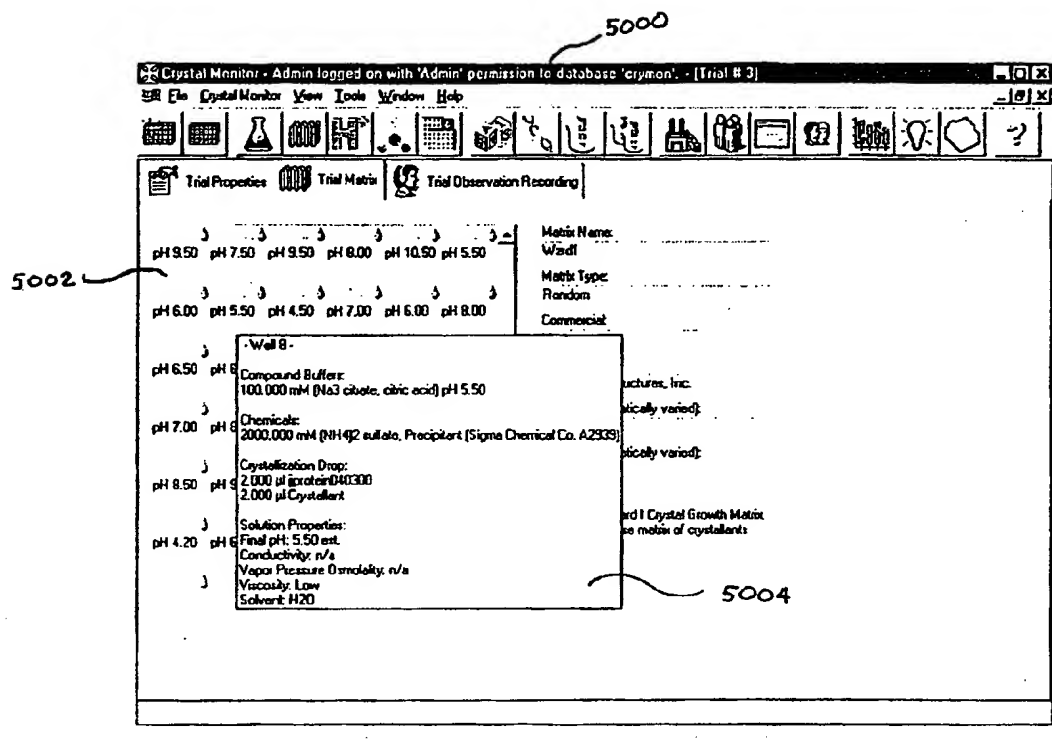 5000
Crystal Monitor - Admin logged on with 'Admin' permission to database 'crymon'. - [Trial # 3]
File Crystal Monitor View Tools Window Help
Trial Properties Trial Matrix Trial Observation Recording
pH 9.50 pH 7.50 pH 9.50 pH 8.00 pH 10.50 pH 5.50
5002
pH 6.00 pH 5.50 pH 4.50 pH 7.00 pH 6.00 pH 8.00
pH 6.50 pH
pH 7.00 pH
pH 8.50 pH
pH 4.20 pH
- Well 8 -
Compound Buffers:
100.000 mM (Na3 citrate, citric acid) pH 5.50
Chemicals:
2000.000 mM (NH4)2 sulfate, Precipitant (Sigma Chemical Co. A2939)
Crystallization Drop:
2.000 µl
2.000 µl Crystallant
Solution Properties:
Final pH: 5.50 est.
Conductivity: n/a
Vapor Pressure Osmolality: n/a
Viscosity: Low
Solvent: H2O
5004
Matrix Name:
Matrix Type:
Random
Commercial:
uctures, Inc.
tically varied):
tically varied):
rd I Crystal Growth Matrix
se matrix of crystallants